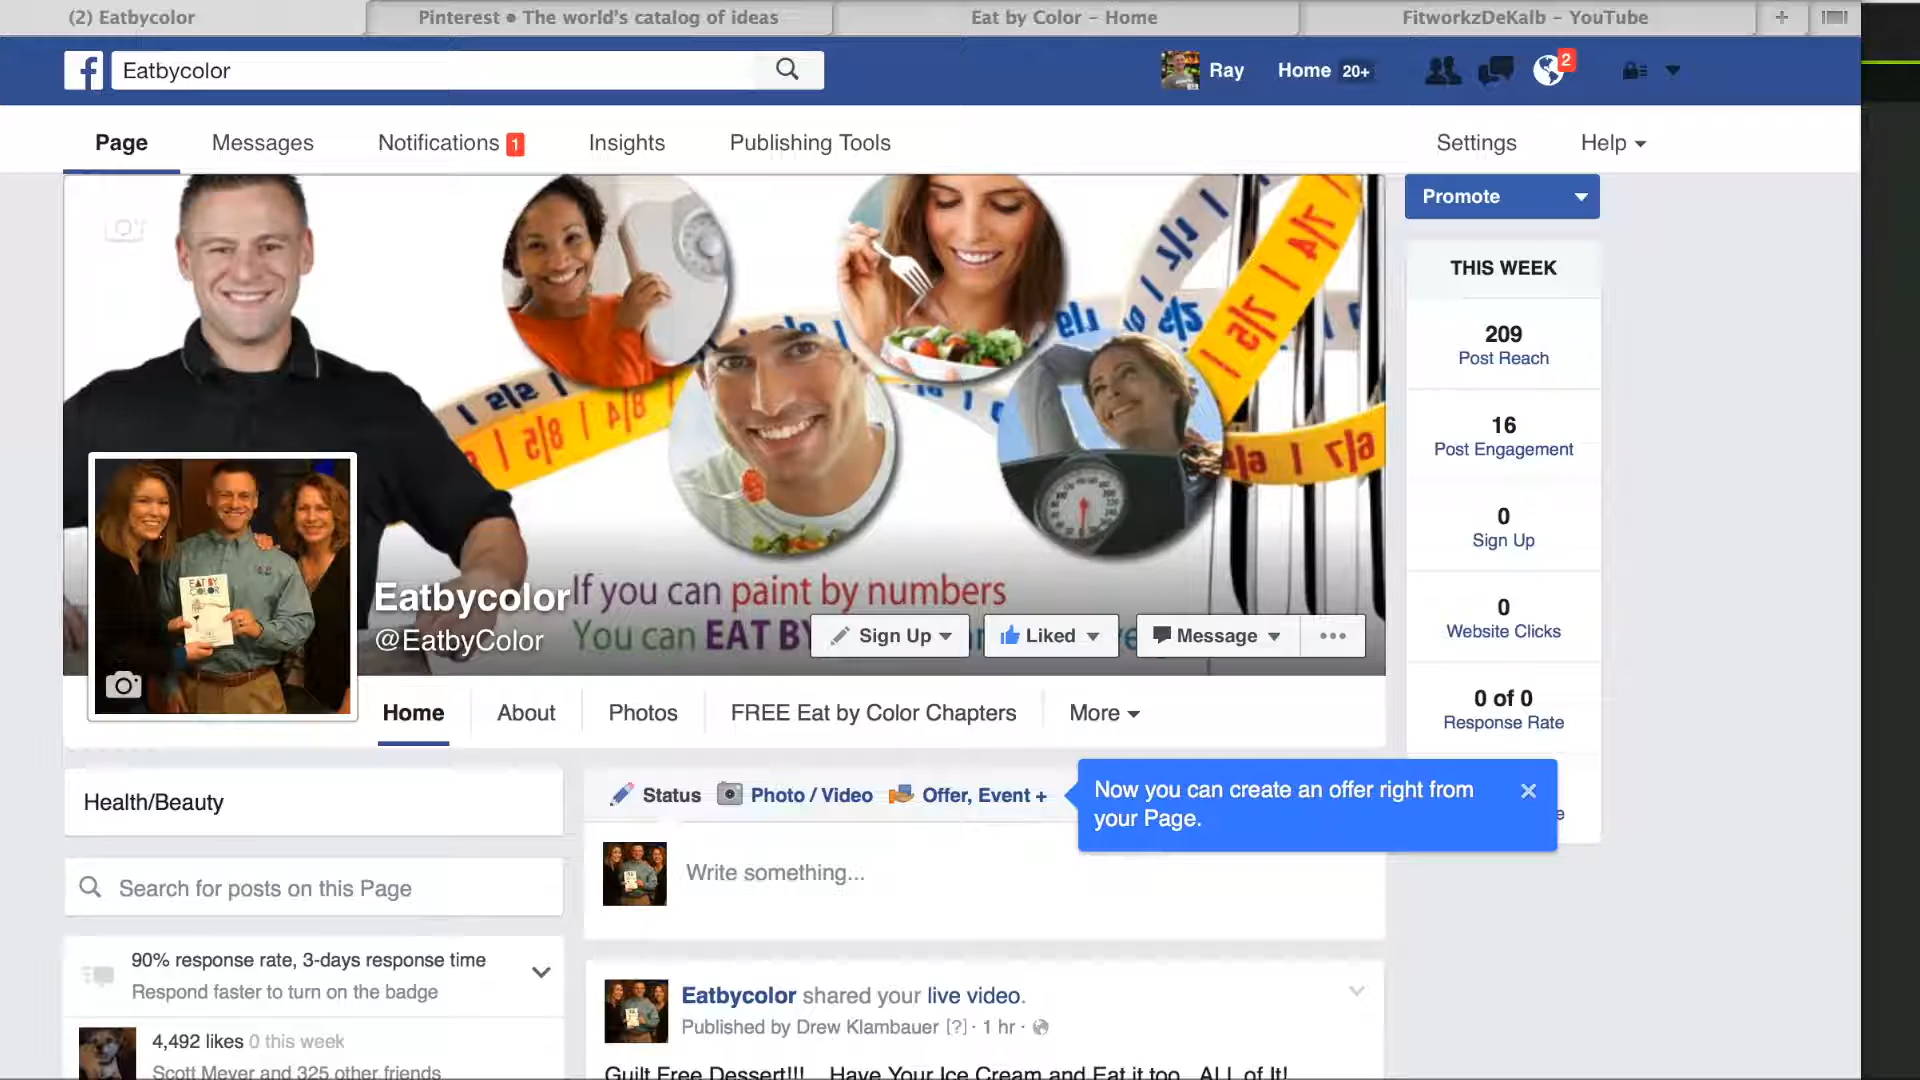 (2) Eatbycolor
Pinterest • The world's catalog of ideas
Eat by Color – Home
FitworkzDeKalb – YouTube
Eatbycolor
Ray
Home 20+
2
Page
Messages
Notifications 1
Insights
Publishing Tools
Settings
Help
Promote
THIS WEEK
209
Post Reach
16
Post Engagement
0
Sign Up
0
Website Clicks
0 of 0
Response Rate
EAT BY
COLOR
Eatbycolor
@EatbyColor
If you can paint by numbers
You can EAT BY
Sign Up
Liked
Message
Home
About
Photos
FREE Eat by Color Chapters
More
Health/Beauty
Search for posts on this Page
90% response rate, 3-days response time
Respond faster to turn on the badge
4,492 likes 0 this week
Scott Meyer and 325 other friends
Status
Photo / Video
Offer, Event +
Now you can create an offer right from
your Page.
Write something...
Eatbycolor shared your live video.
Published by Drew Klambauer [?] · 1 hr ·
Guilt Free Dessert!!! Have Your Ice Cream and Eat it too. ALL of It!